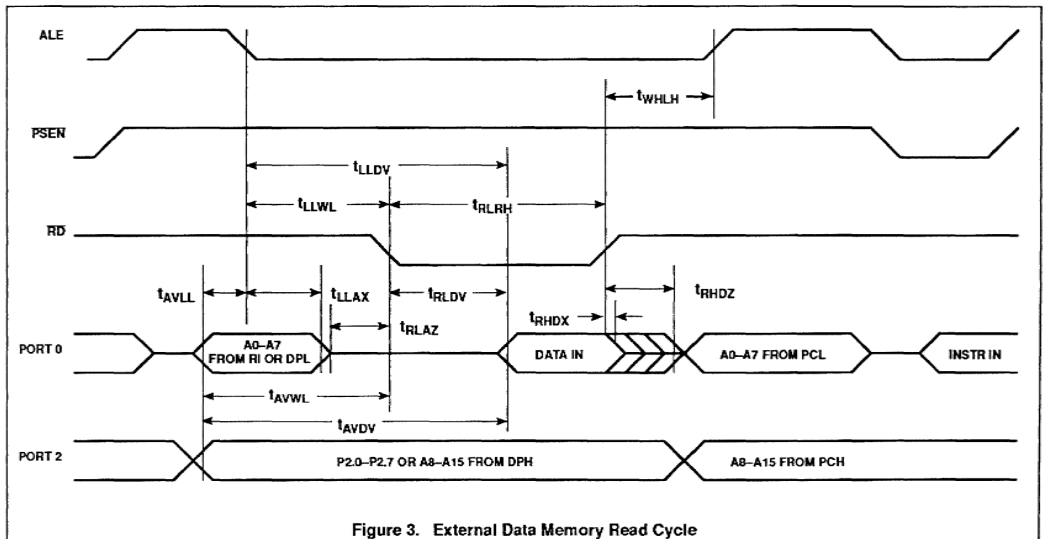 ALE
tWHLH
PSEN
tLLDV
tLLWL
tRLRH
RD
tAVLL
tLLAX
tRLDV
tRHDZ
tRLAZ
tRHDX
PORT 0
A0–A7
FROM RI OR DPL
DATA IN
A0–A7 FROM PCL
INSTR IN
tAVWL
tAVDV
PORT 2
P2.0–P2.7 OR A8–A15 FROM DPH
A8–A15 FROM PCH
Figure 3. External Data Memory Read Cycle